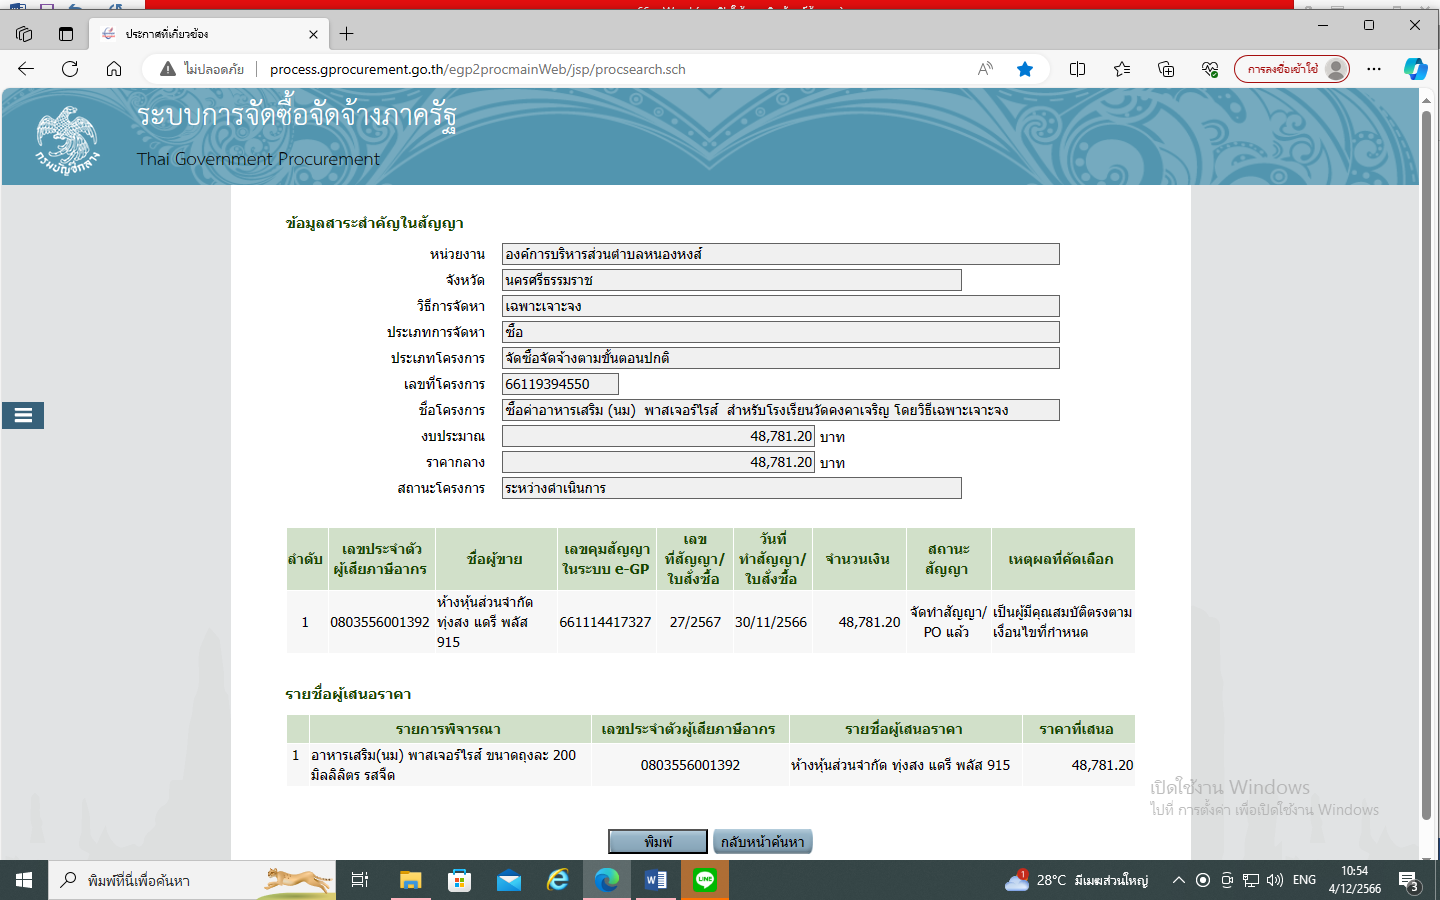 ประกาศที่เกี่ยวข้อง
ไม่ปลอดภัย
process.gprocurement.go.th/egp2procmainWeb/jsp/procsearch.sch
การลงชื่อเข้าใช้
ระบบการจัดซื้อจัดจ้างภาครัฐ
Thai Government Procurement
กรมบัญชีกลาง
ข้อมูลสาระสำคัญในสัญญา
หน่วยงาน องค์การบริหารส่วนตำบลหนองหงส์
จังหวัด นครศรีธรรมราช
วิธีการจัดหา เฉพาะเจาะจง
ประเภทการจัดหา ซื้อ
ประเภทโครงการ จัดซื้อจัดจ้างตามขั้นตอนปกติ
เลขที่โครงการ 66119394550
ชื่อโครงการ ซื้อค่าอาหารเสริม (นม) พาสเจอร์ไรส์ สำหรับโรงเรียนวัดคงคาเจริญ โดยวิธีเฉพาะเจาะจง
งบประมาณ 48,781.20 บาท
ราคากลาง 48,781.20 บาท
สถานะโครงการ ระหว่างดำเนินการ
ลำดับ เลขประจำตัวผู้เสียภาษีอากร ชื่อผู้ขาย เลขคุมสัญญาในระบบ e-GP เลขที่สัญญา/ใบสั่งซื้อ วันที่ทำสัญญา/ใบสั่งซื้อ จำนวนเงิน สถานะสัญญา เหตุผลที่คัดเลือก
1 0803556001392 ห้างหุ้นส่วนจำกัด ทุ่งสง แดรี่ พลัส 915 661114417327 27/2567 30/11/2566 48,781.20 จัดทำสัญญา/PO แล้ว เป็นผู้มีคุณสมบัติตรงตามเงื่อนไขที่กำหนด
รายชื่อผู้เสนอราคา
รายการพิจารณา เลขประจำตัวผู้เสียภาษีอากร รายชื่อผู้เสนอราคา ราคาที่เสนอ
1 อาหารเสริม(นม) พาสเจอร์ไรส์ ขนาดถุงละ 200 มิลลิลิตร รสจืด 0803556001392 ห้างหุ้นส่วนจำกัด ทุ่งสง แดรี่ พลัส 915 48,781.20
เปิดใช้งาน Windows
ไปที่ การตั้งค่า เพื่อเปิดใช้งาน Windows
พิมพ์ กลับหน้าค้นหา
พิมพ์ที่นี่เพื่อค้นหา
LINE
1
28°C มีเมฆส่วนใหญ่
ENG
10:54
4/12/2566
3